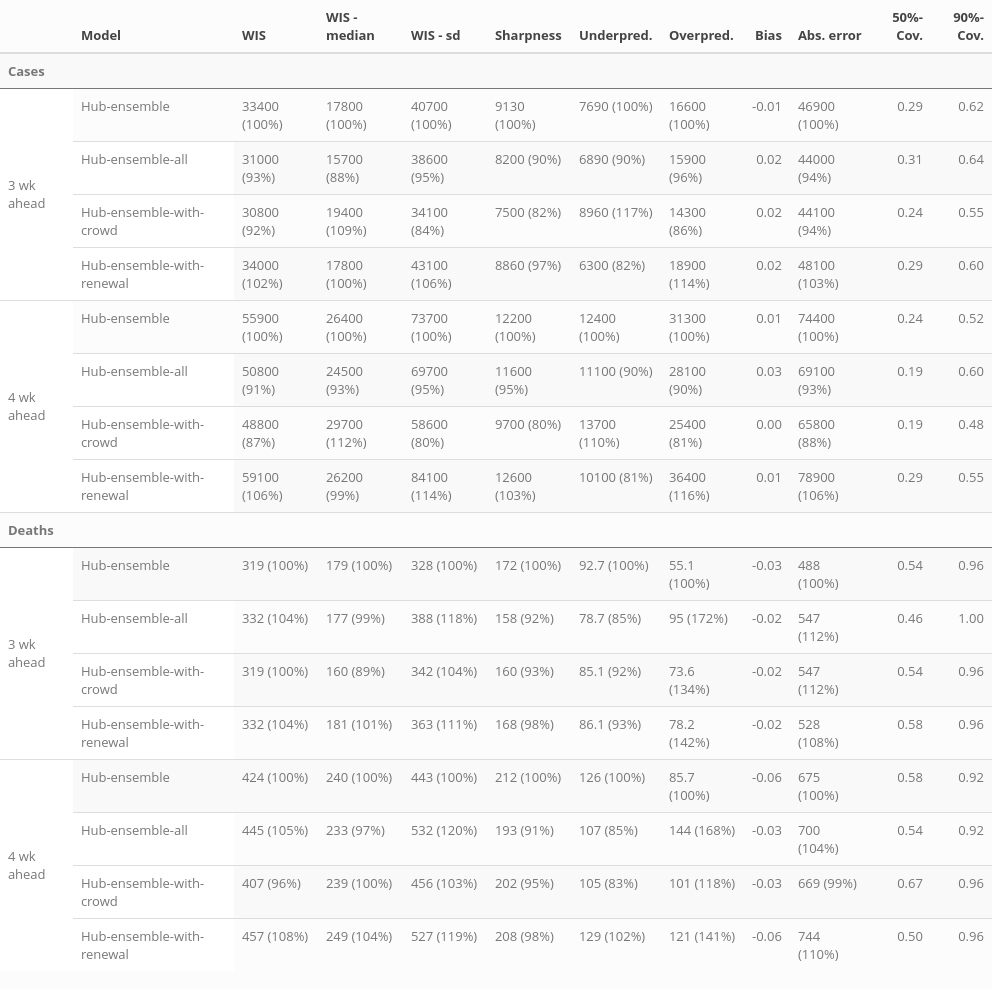 Model WIS WIS - median WIS - sd Sharpness Underpred. Overpred. Bias Abs. error 50%-Cov. 90%-Cov.
Cases
3 wk ahead
Hub-ensemble 33400 (100%) 17800 (100%) 40700 (100%) 9130 (100%) 7690 (100%) 16600 (100%) -0.01 46900 (100%) 0.29 0.62
Hub-ensemble-all 31000 (93%) 15700 (88%) 38600 (95%) 8200 (90%) 6890 (90%) 15900 (96%) 0.02 44000 (94%) 0.31 0.64
Hub-ensemble-with-crowd 30800 (92%) 19400 (109%) 34100 (84%) 7500 (82%) 8960 (117%) 14300 (86%) 0.02 44100 (94%) 0.24 0.55
Hub-ensemble-with-renewal 34000 (102%) 17800 (100%) 43100 (106%) 8860 (97%) 6300 (82%) 18900 (114%) 0.02 48100 (103%) 0.29 0.60
4 wk ahead
Hub-ensemble 55900 (100%) 26400 (100%) 73700 (100%) 12200 (100%) 12400 (100%) 31300 (100%) 0.01 74400 (100%) 0.24 0.52
Hub-ensemble-all 50800 (91%) 24500 (93%) 69700 (95%) 11600 (95%) 11100 (90%) 28100 (90%) 0.03 69100 (93%) 0.19 0.60
Hub-ensemble-with-crowd 48800 (87%) 29700 (112%) 58600 (80%) 9700 (80%) 13700 (110%) 25400 (81%) 0.00 65800 (88%) 0.19 0.48
Hub-ensemble-with-renewal 59100 (106%) 26200 (99%) 84100 (114%) 12600 (103%) 10100 (81%) 36400 (116%) 0.01 78900 (106%) 0.29 0.55
Deaths
3 wk ahead
Hub-ensemble 319 (100%) 179 (100%) 328 (100%) 172 (100%) 92.7 (100%) 55.1 (100%) -0.03 488 (100%) 0.54 0.96
Hub-ensemble-all 332 (104%) 177 (99%) 388 (118%) 158 (92%) 78.7 (85%) 95 (172%) -0.02 547 (112%) 0.46 1.00
Hub-ensemble-with-crowd 319 (100%) 160 (89%) 342 (104%) 160 (93%) 85.1 (92%) 73.6 (134%) -0.02 547 (112%) 0.54 0.96
Hub-ensemble-with-renewal 332 (104%) 181 (101%) 363 (111%) 168 (98%) 86.1 (93%) 78.2 (142%) -0.02 528 (108%) 0.58 0.96
4 wk ahead
Hub-ensemble 424 (100%) 240 (100%) 443 (100%) 212 (100%) 126 (100%) 85.7 (100%) -0.06 675 (100%) 0.58 0.92
Hub-ensemble-all 445 (105%) 233 (97%) 532 (120%) 193 (91%) 107 (85%) 144 (168%) -0.03 700 (104%) 0.54 0.92
Hub-ensemble-with-crowd 407 (96%) 239 (100%) 456 (103%) 202 (95%) 105 (83%) 101 (118%) -0.03 669 (99%) 0.67 0.96
Hub-ensemble-with-renewal 457 (108%) 249 (104%) 527 (119%) 208 (98%) 129 (102%) 121 (141%) -0.06 744 (110%) 0.50 0.96